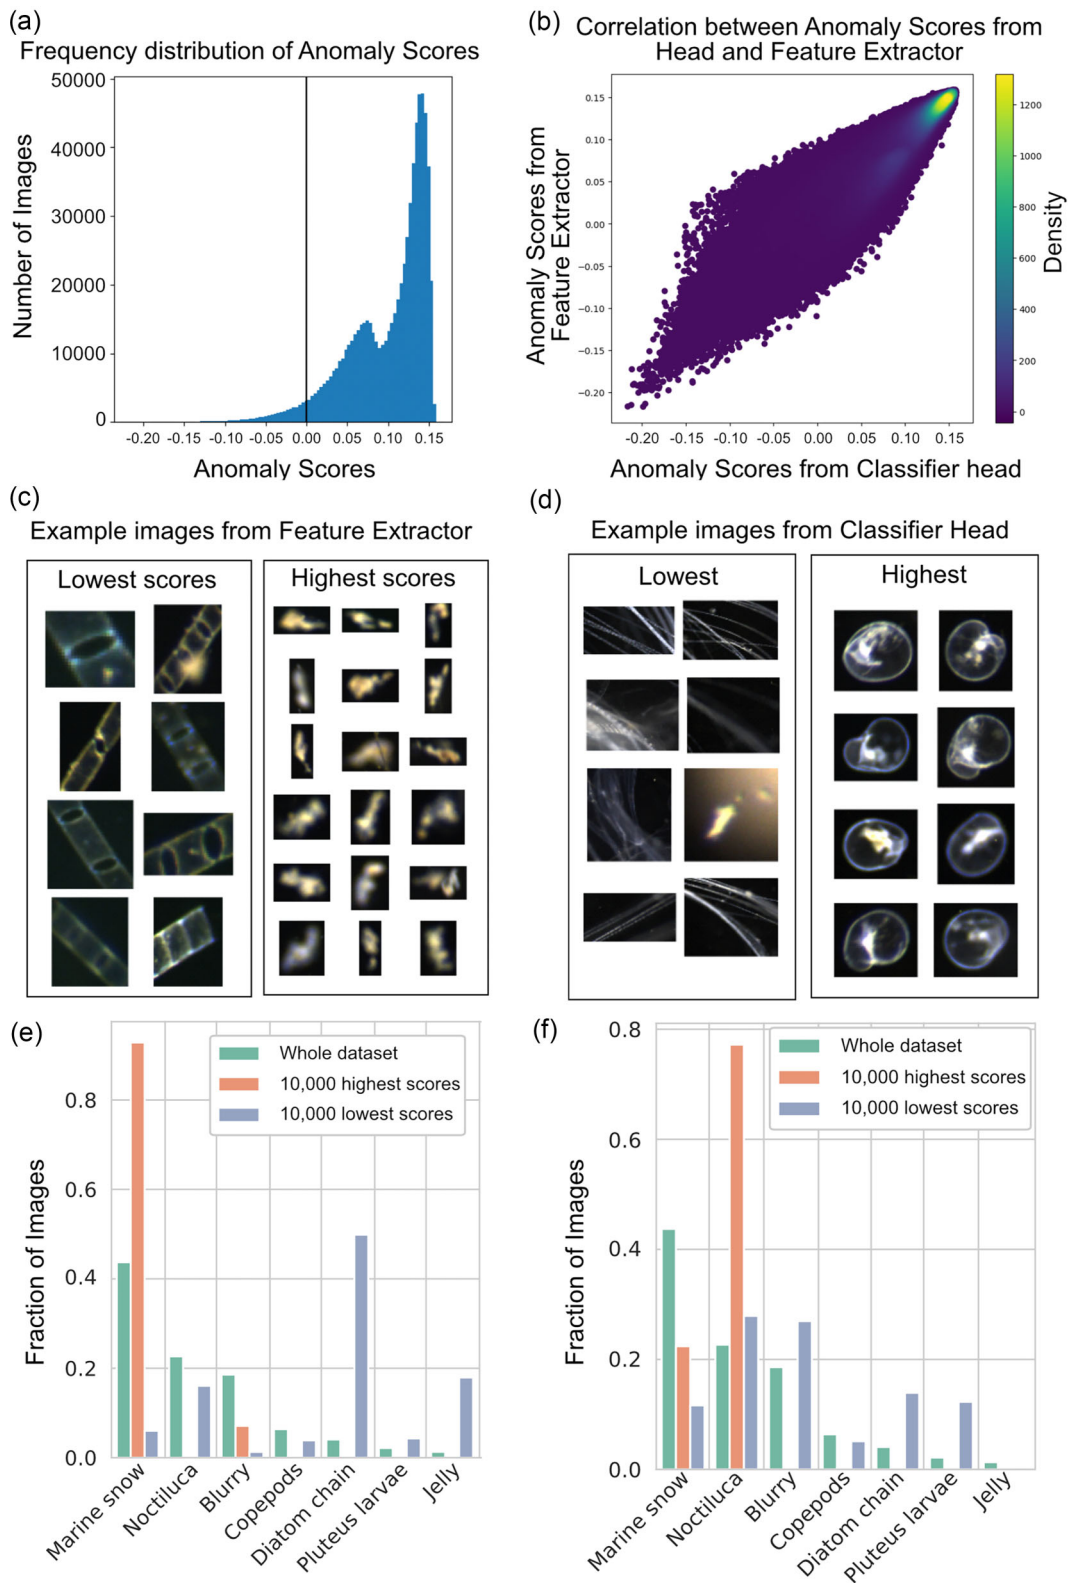 (a)
Frequency distribution of Anomaly Scores
50000
40000
30000
20000
10000
0
Number of Images
-0.20 -0.15 -0.10 -0.05 0.00 0.05 0.10 0.15
Anomaly Scores
(b)
Correlation between Anomaly Scores from
Head and Feature Extractor
0.15
0.10
0.05
0.00
−0.05
−0.10
−0.15
−0.20
Anomaly Scores from
Feature Extractor
-0.20 -0.15 -0.10 -0.05 0.00 0.05 0.10 0.15
Anomaly Scores from Classifier head
1200
1000
800
600
400
200
0
Density
(c)
Example images from Feature Extractor
Lowest scores
Highest scores
(d)
Example images from Classifier Head
Lowest
Highest
(e)
Whole dataset
10,000 highest scores
10,000 lowest scores
0.8
0.6
0.4
0.2
0.0
Fraction of Images
Marine snow
Noctiluca
Blurry
Copepods
Diatom chain
Pluteus larvae
Jelly
(f)
Whole dataset
10,000 highest scores
10,000 lowest scores
0.8
0.6
0.4
0.2
0.0
Fraction of Images
Marine snow
Noctiluca
Blurry
Copepods
Diatom chain
Pluteus larvae
Jelly